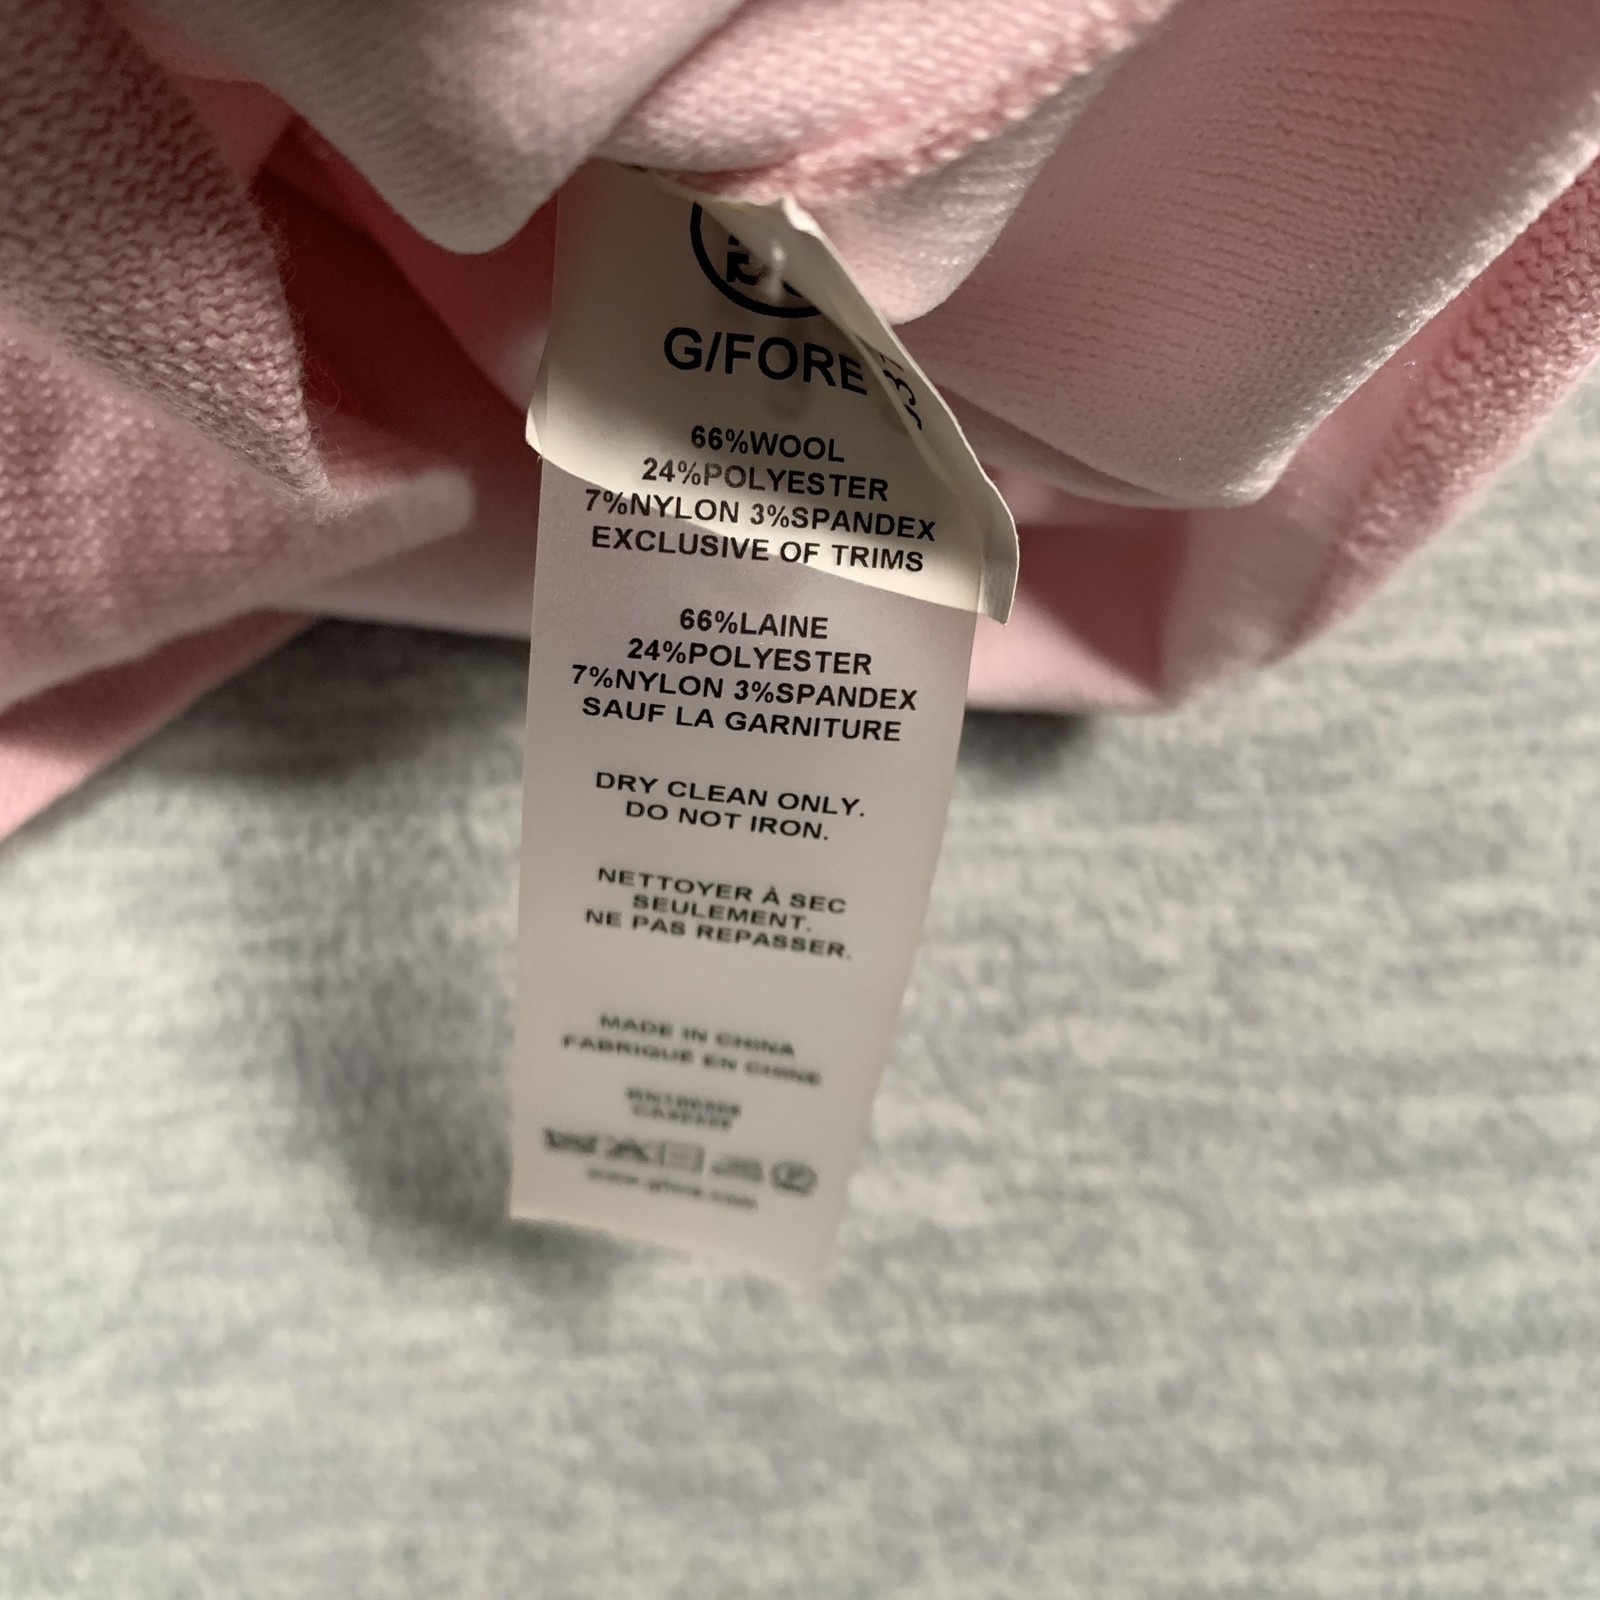 G/FORE
66%WOOL
24%POLYESTER
7%NYLON 3%SPANDEX
EXCLUSIVE OF TRIMS
66%LAINE
24%POLYESTER
7%NYLON 3%SPANDEX
SAUF LA GARNITURE
DRY CLEAN ONLY.
DO NOT IRON.
NETTOYER À SEC
SEULEMENT.
NE PAS REPASSER.
MADE IN CHINA
FABRIQUÉ EN CHINE
www.gfore.com